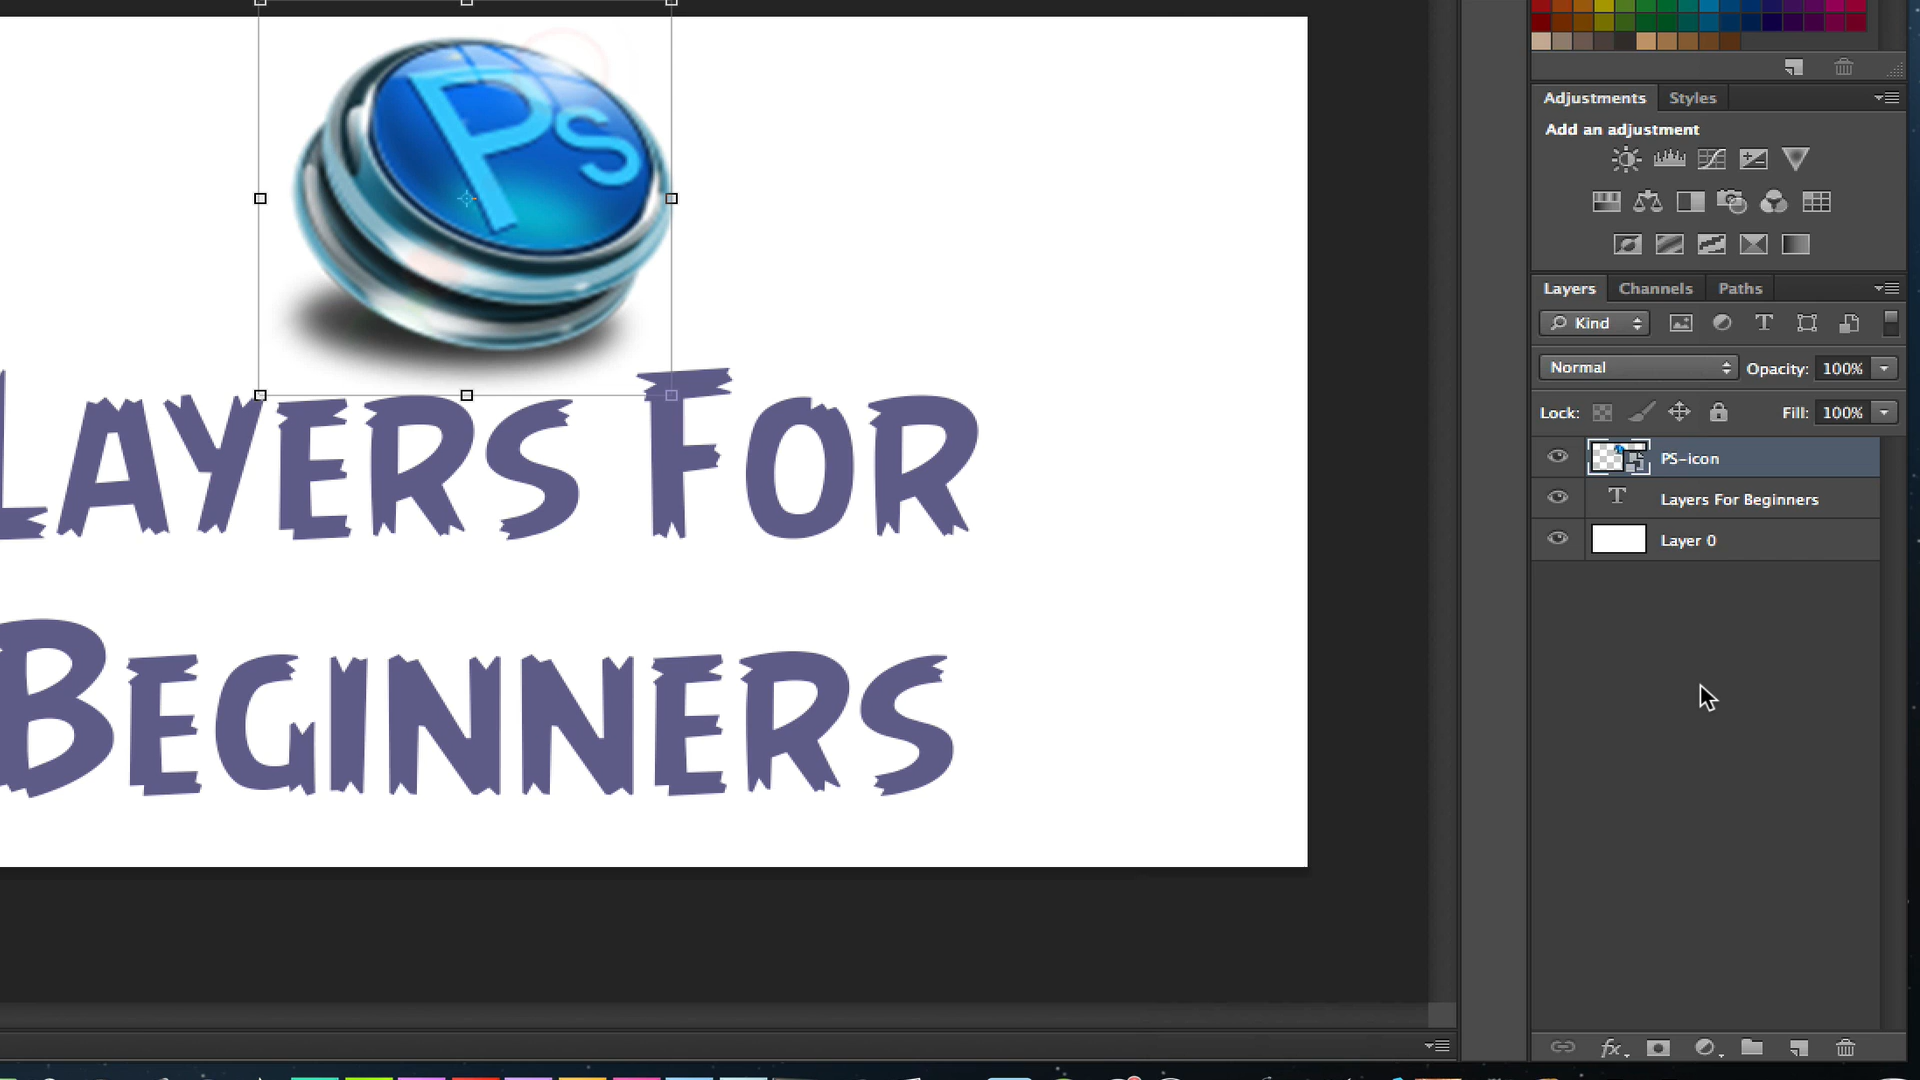 Ps
LAYERS FOR
BEGINNERS
Adjustments Styles
Add an adjustment
Layers Channels Paths
Kind T
Normal Opacity: 100%
Lock: Fill: 100%
PS-icon
T Layers For Beginners
Layer 0
fx